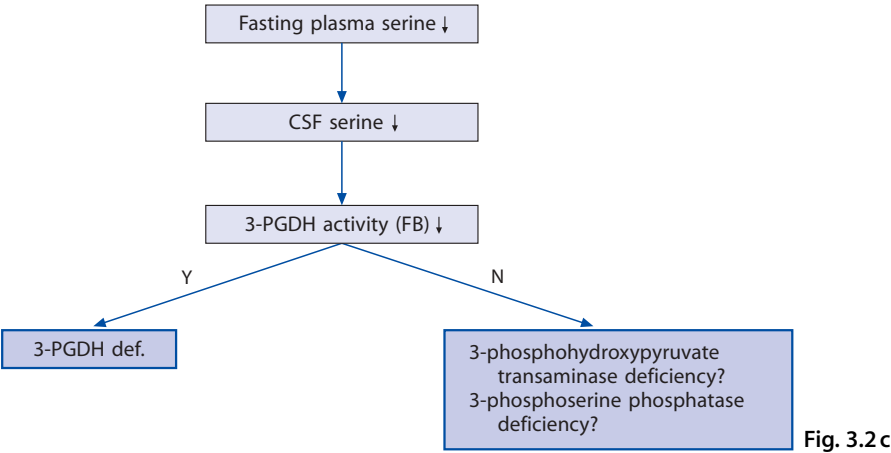 Fasting plasma serine ↓
CSF serine ↓
3-PGDH activity (FB) ↓
Y
N
3-PGDH def.
3-phosphohydroxypyruvate
transaminase deficiency?
3-phosphoserine phosphatase
deficiency?
Fig. 3.2 c